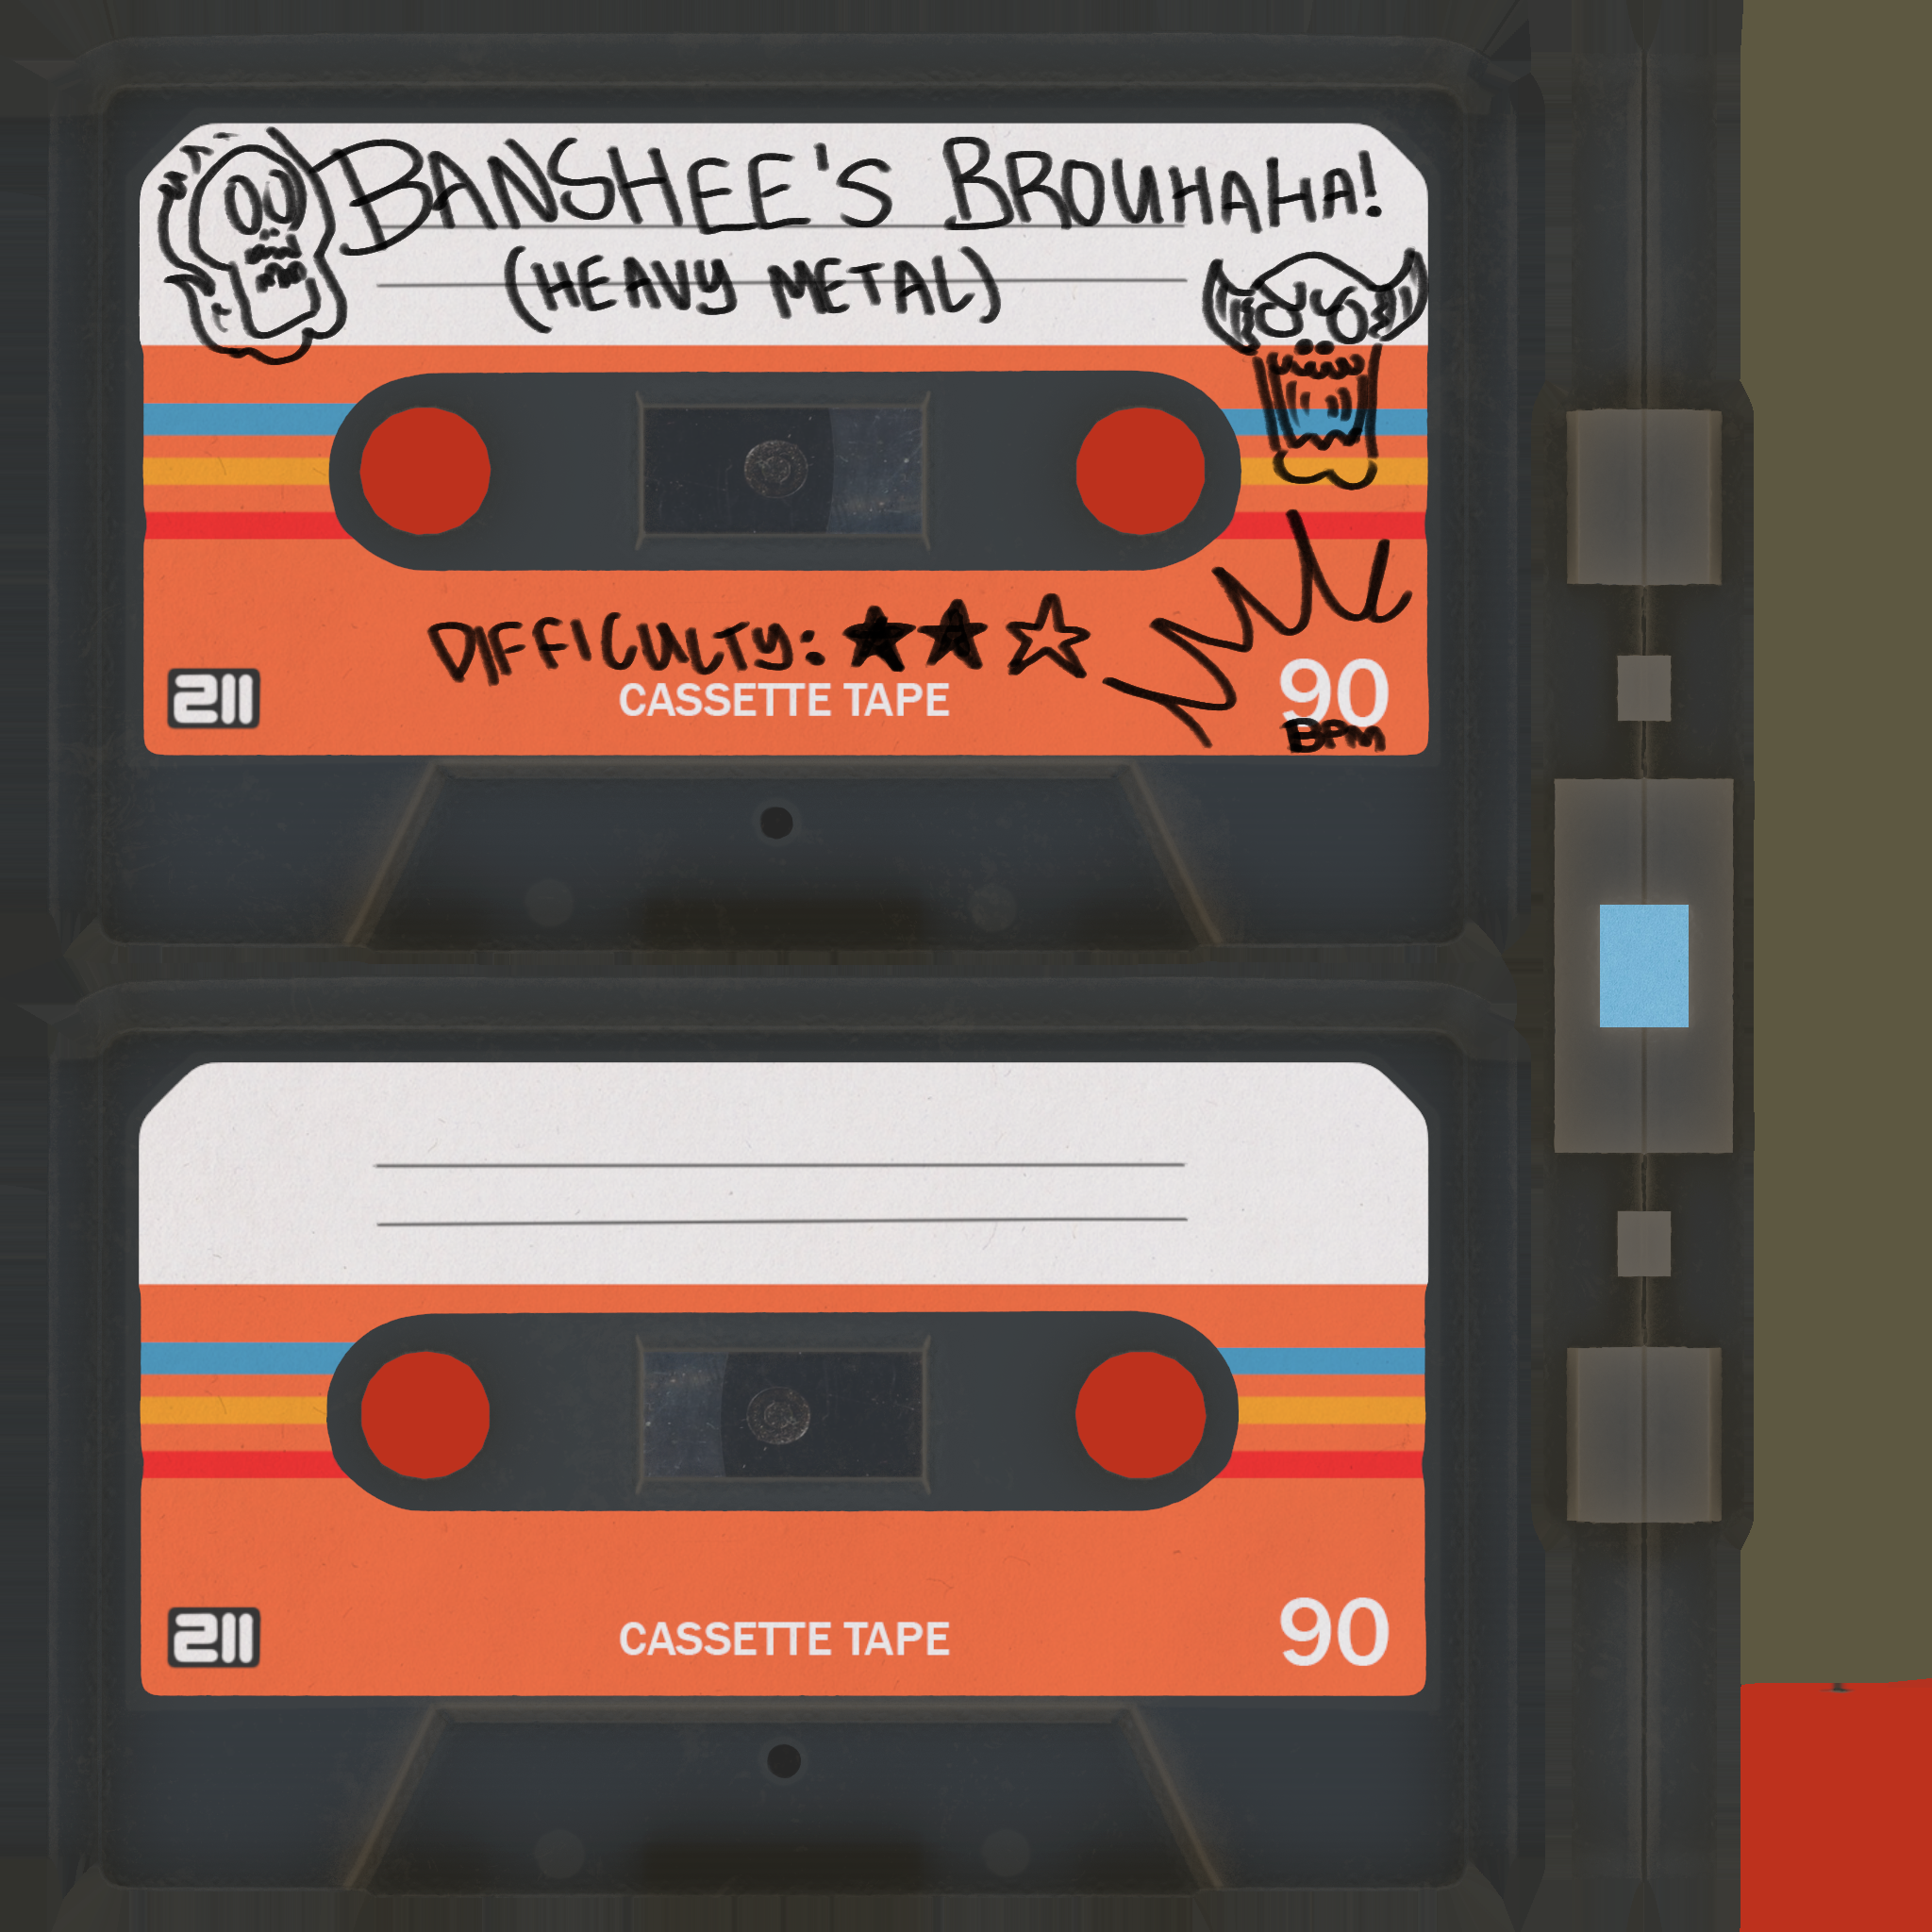 BANSHEE'S BROUHAHA!
(HEAVY METAL)
DIFFICULTY: ★★☆
211
CASSETTE TAPE
90
BPM
211
CASSETTE TAPE
90